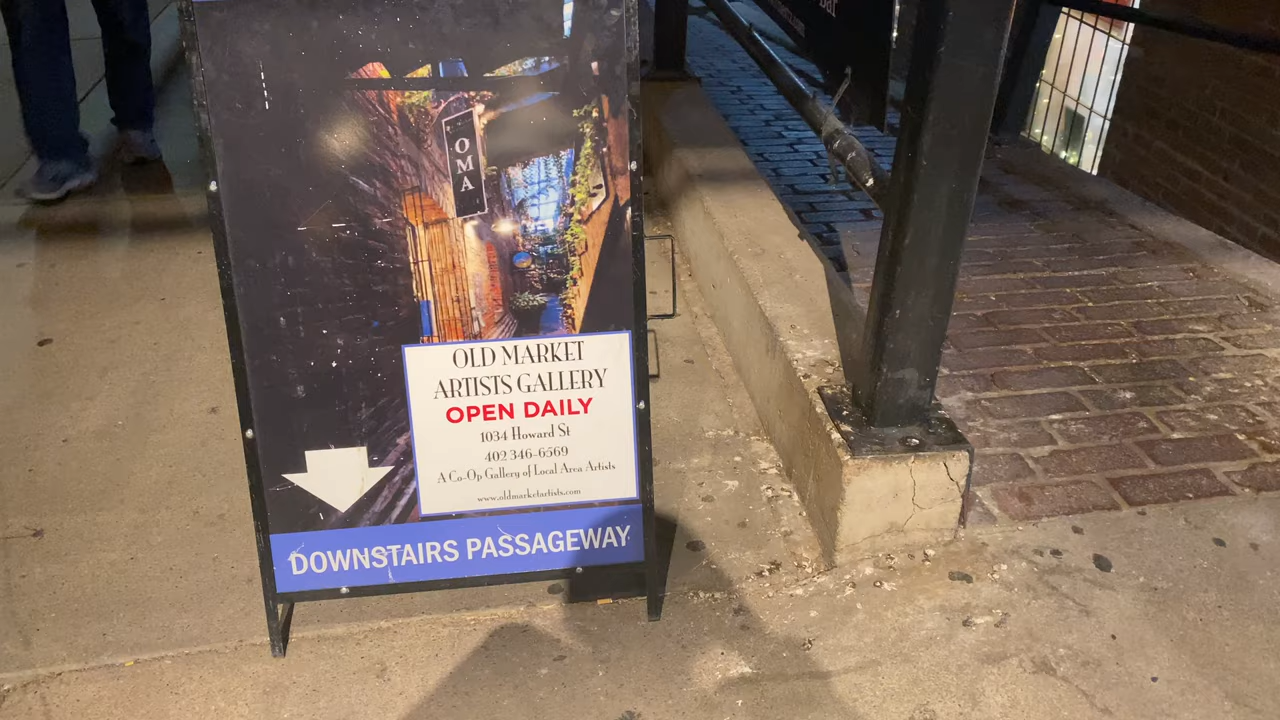 OMA
OLD MARKET
ARTISTS GALLERY
OPEN DAILY
1034 Howard St
402 346-6569
A Co-Op Gallery of Local Area Artists
www.oldmarketartists.com
DOWNSTAIRS PASSAGEWAY